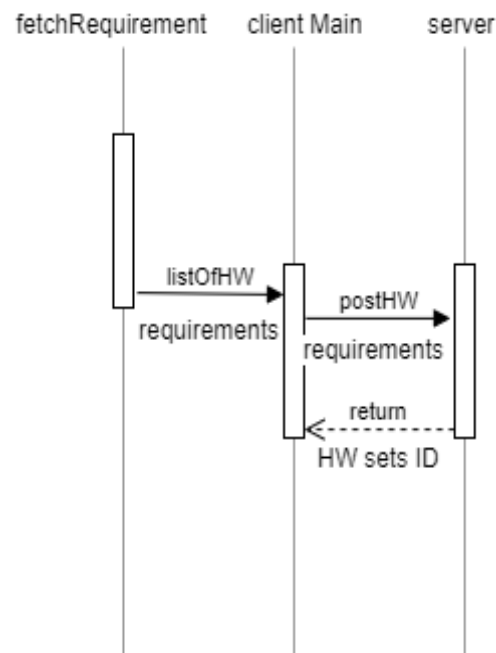 fetchRequirement client Main server
listOfHW
requirements
postHW
requirements
return
HW sets ID